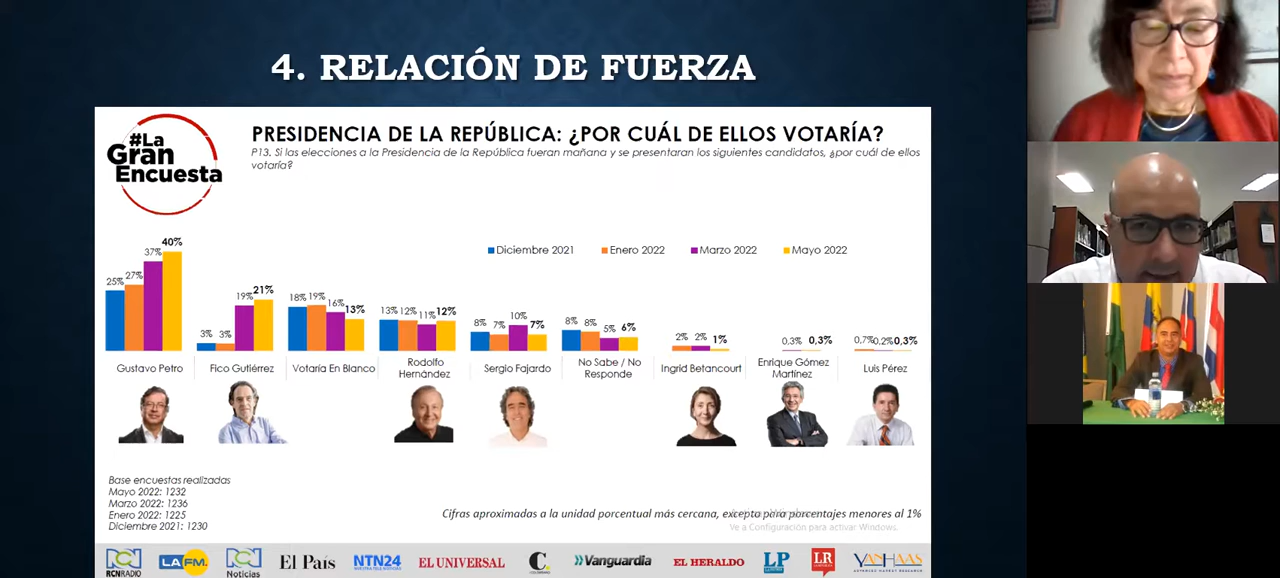 4. RELACIÓN DE FUERZA
#La
Gran
Encuesta
PRESIDENCIA DE LA REPÚBLICA: ¿POR CUÁL DE ELLOS VOTARÍA?
P13. Si las elecciones a la Presidencia de la República fueran mañana y se presentaran los siguientes candidatos, ¿por cuál de ellos
votaría?
Diciembre 2021 Enero 2022 Marzo 2022 Mayo 2022
25% 27% 37% 40%
3% 3% 19% 21%
18% 19% 16% 13%
13% 12% 11% 12%
8% 7% 10% 7%
8% 8% 5% 6%
2% 2% 1%
0,3% 0,3%
0,7% 0,2% 0,3%
Gustavo Petro
Fico Gutiérrez
Votaría En Blanco
Rodolfo
Hernández
Sergio Fajardo
No Sabe / No
Responde
Ingrid Betancourt
Enrique Gómez
Martínez
Luis Pérez
Base encuestas realizadas
Mayo 2022: 1232
Marzo 2022: 1236
Enero 2022: 1225
Diciembre 2021: 1230
Cifras aproximadas a la unidad porcentual más cercana, excepto para porcentajes menores al 1%
Ve a Configuración para activar Windows.
RCN RADIO
LA FM.
RCN Noticias
El País
NTN24
EL UNIVERSAL
C
Vanguardia
EL HERALDO
LP
LR
YANHAAS